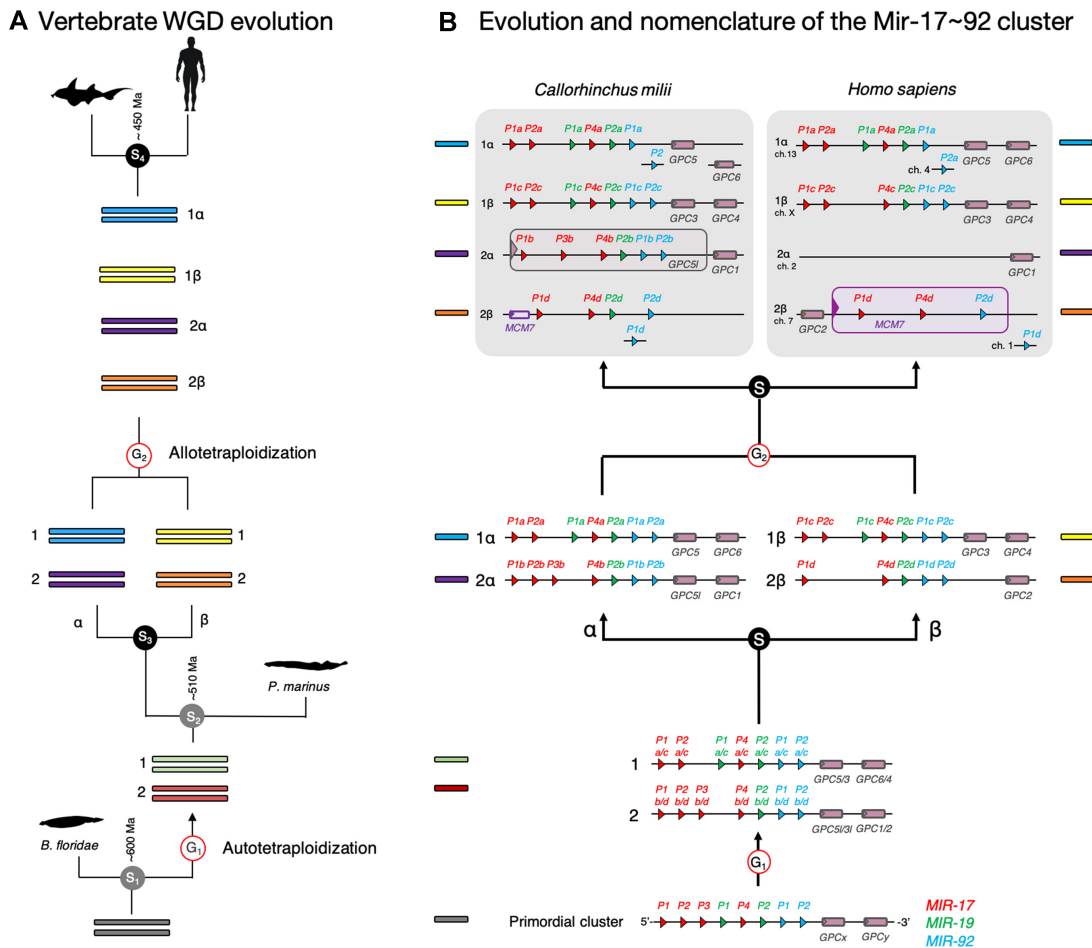 A Vertebrate WGD evolution
~ 450 Ma
S4
1α
1β
2α
2β
G2 Allotetraploidization
1 1
2 2
α β
S3
~510 Ma
P. marinus
S2
1
2
B. floridae
~600 Ma
G1 Autotetraploidization
S1
B Evolution and nomenclature of the Mir-17~92 cluster
Callorhinchus milii
P1a P2a P1a P4a P2a P1a
1α
P2
GPC5
GPC6
P1c P2c P1c P4c P2c P1c P2c
1β
GPC3 GPC4
P1b P3b P4b P2b P1b P2b
2α
GPC5l GPC1
P1d P4d P2d P2d
2β
MCM7
P1d
Homo sapiens
P1a P2a P1a P4a P2a P1a
1α
ch.13
P2a
ch. 4
GPC5 GPC6
P1c P2c P4c P2c P1c P2c
1β
ch. X
GPC3 GPC4
2α
ch. 2
GPC1
P1d P4d P2d
2β
ch. 7
GPC2 MCM7
P1d
ch. 1
S
G2
P1a P2a P1a P4a P2a P1a P2a
1α
GPC5 GPC6
P1b P2b P3b P4b P2b P1b P2b
2α
GPC5l GPC1
P1c P2c P1c P4c P2c P1c P2c
1β
GPC3 GPC4
P1d P4d P2d P1d P2d
2β
GPC2
α S β
P1 P2 P1 P4 P2 P1 P2
a/c a/c a/c a/c a/c a/c a/c
1
GPC5/3 GPC6/4
P1 P2 P3 P4 P2 P1 P2
b/d b/d b/d b/d b/d b/d b/d
2
GPC5l/3l GPC1/2
G1
P1 P2 P3 P1 P4 P2 P1 P2
Primordial cluster 5'- -3'
GPCx GPCy
MIR-17
MIR-19
MIR-92